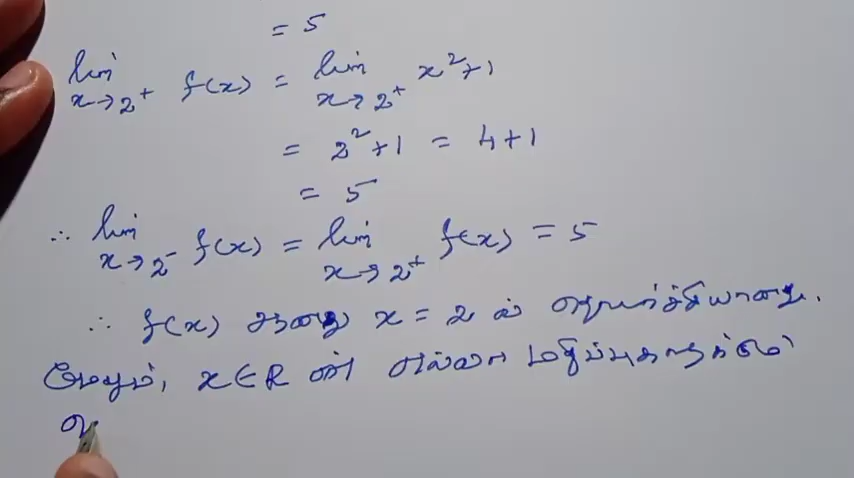 = 5
lim x→2⁺ f(x) = lim x→2⁺ x²+1
= 2²+1 = 4+1
= 5
∴ lim x→2⁻ f(x) = lim x→2⁺ f(x) = 5
∴ f(x) ஆனது x = 2 ல் தொடர்ச்சியானது.
மேலும், x∈R ன் எல்லா மதிப்புகளுக்கும்